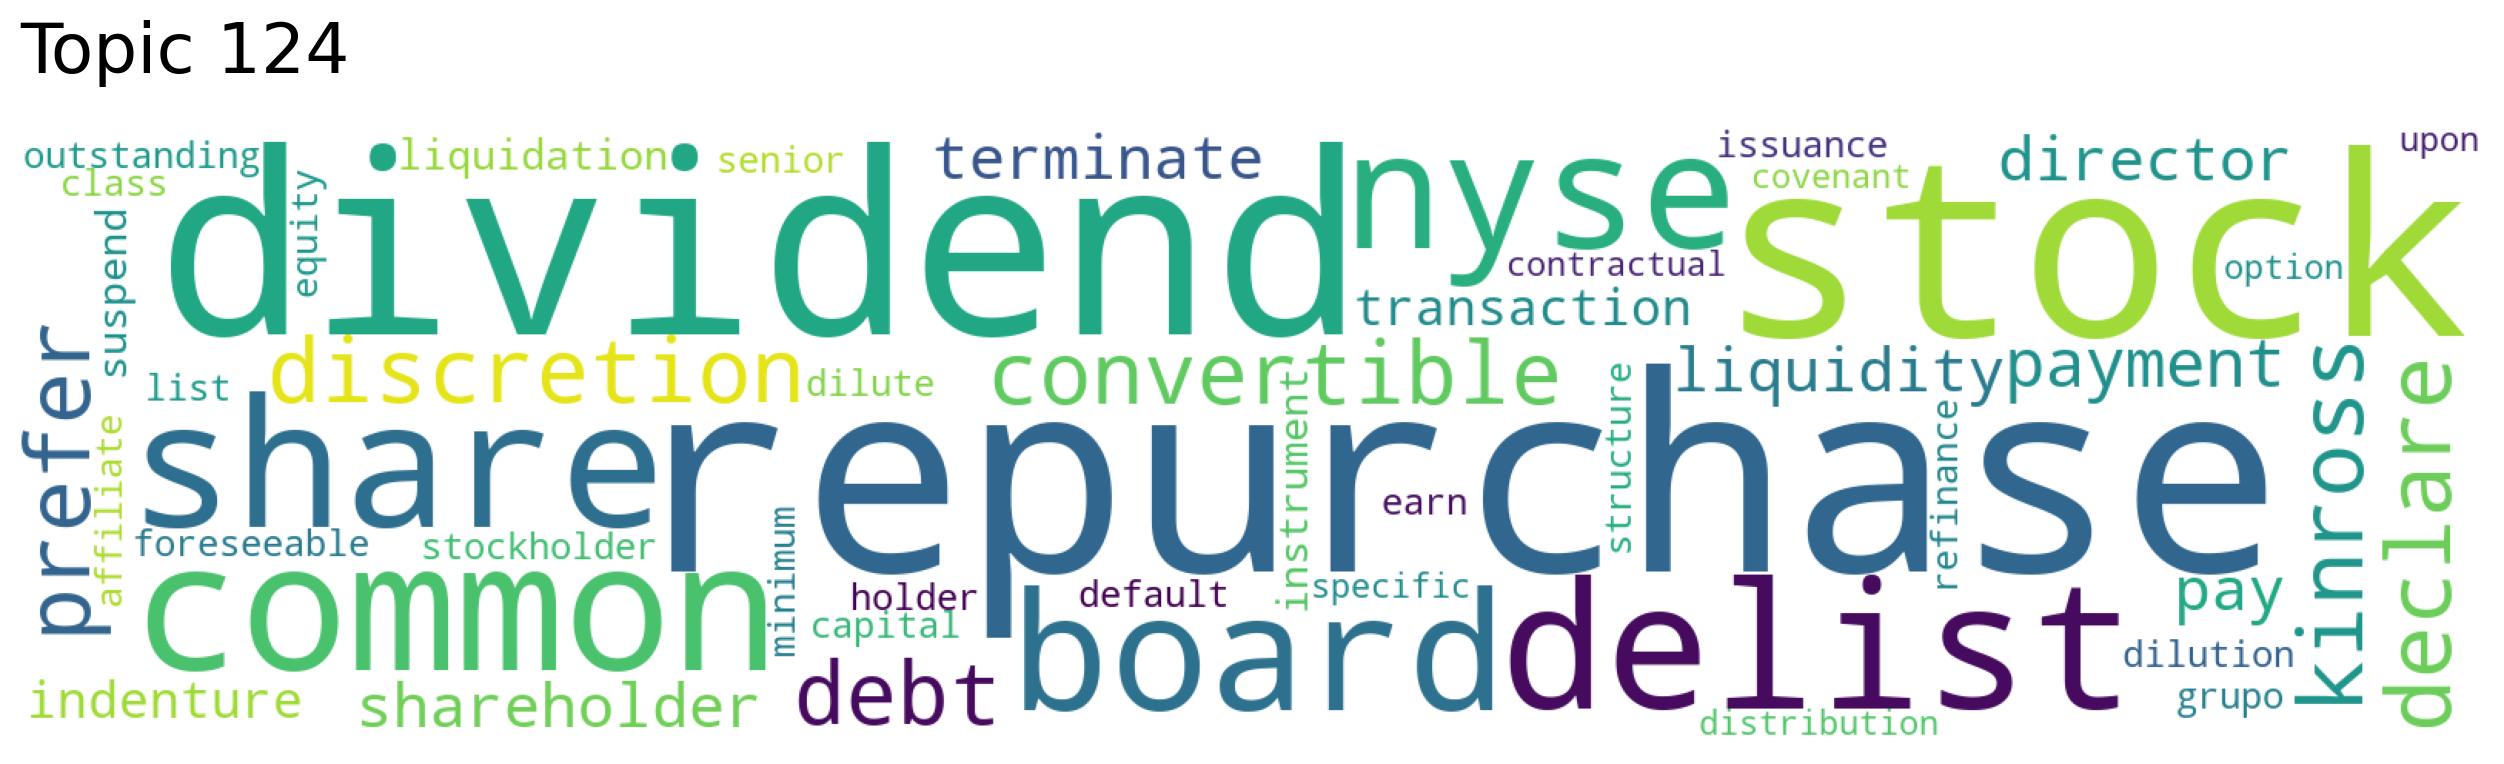 Topic 124
outstanding
liquidation
senior
terminate
issuance
director
upon
class
covenant
equity
dividend
nyse
stock
suspend
contractual
option
transaction
prefer
list
discretion
dilute
convertible
liquidity
payment
kinross
declare
affiliate
share
repurchase
instrument
structure
refinance
earn
foreseeable
stockholder
minimum
common
holder
default
specific
pay
capital
board
delist
dilution
indenture
shareholder
debt
grupo
distribution